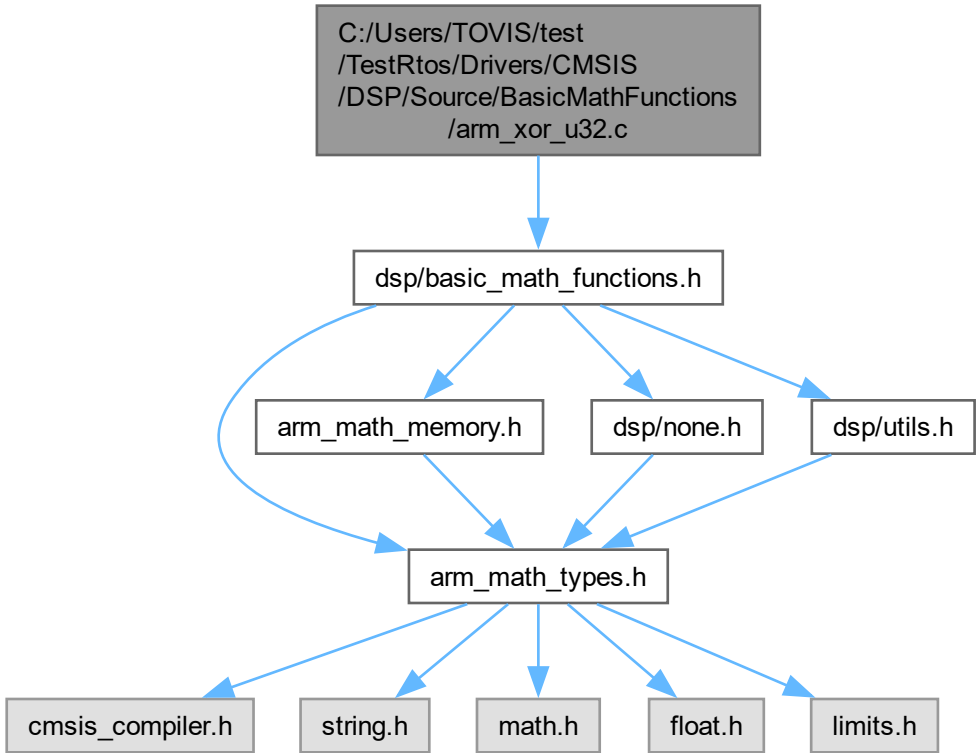 C:/Users/TOVIS/test
/TestRtos/Drivers/CMSIS
/DSP/Source/BasicMathFunctions
/arm_xor_u32.c
dsp/basic_math_functions.h
arm_math_memory.h
dsp/none.h
dsp/utils.h
arm_math_types.h
cmsis_compiler.h
string.h
math.h
float.h
limits.h